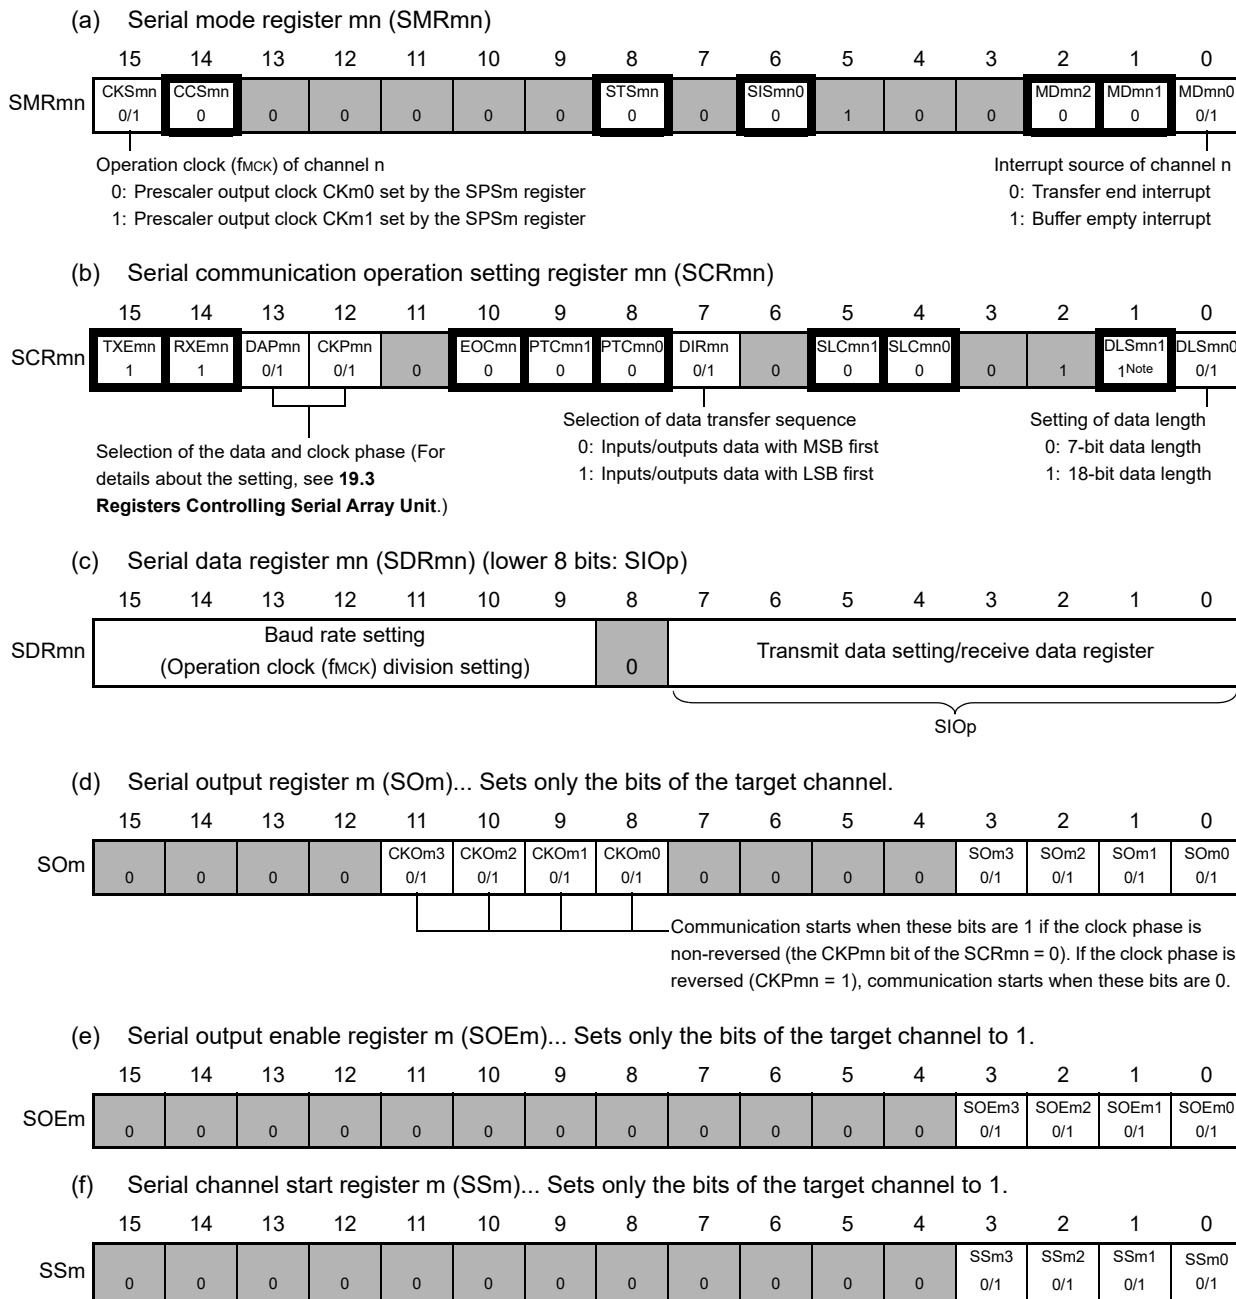 (a) Serial mode register mn (SMRmn)
15 14 13 12 11 10 9 8 7 6 5 4 3 2 1 0
CKSmn CCSmn STSmn SISmn0 MDmn2 MDmn1 MDmn0
SMRmn
0/1 0 0 0 0 0 0 0 0 0 1 0 0 0 0 0/1
Operation clock (fMCK) of channel n
0: Prescaler output clock CKm0 set by the SPSm register
1: Prescaler output clock CKm1 set by the SPSm register
Interrupt source of channel n
0: Transfer end interrupt
1: Buffer empty interrupt
(b) Serial communication operation setting register mn (SCRmn)
15 14 13 12 11 10 9 8 7 6 5 4 3 2 1 0
TXEmn RXEmn DAPmn CKPmn EOCmn PTCmn1 PTCmn0 DIRmn SLCmn1 SLCmn0 DLSmn1 DLSmn0
SCRmn
1 1 0/1 0/1 0 0 0 0 0/1 0 0 0 0 1 1Note 0/1
Selection of the data and clock phase (For
details about the setting, see 19.3
Registers Controlling Serial Array Unit.)
Selection of data transfer sequence
0: Inputs/outputs data with MSB first
1: Inputs/outputs data with LSB first
Setting of data length
0: 7-bit data length
1: 18-bit data length
(c) Serial data register mn (SDRmn) (lower 8 bits: SIOp)
15 14 13 12 11 10 9 8 7 6 5 4 3 2 1 0
SDRmn
Baud rate setting
(Operation clock (fMCK) division setting)
0
Transmit data setting/receive data register
SIOp
(d) Serial output register m (SOm)... Sets only the bits of the target channel.
15 14 13 12 11 10 9 8 7 6 5 4 3 2 1 0
CKOm3 CKOm2 CKOm1 CKOm0 SOm3 SOm2 SOm1 SOm0
SOm
0 0 0 0 0/1 0/1 0/1 0/1 0 0 0 0 0/1 0/1 0/1 0/1
Communication starts when these bits are 1 if the clock phase is
non-reversed (the CKPmn bit of the SCRmn = 0). If the clock phase is
reversed (CKPmn = 1), communication starts when these bits are 0.
(e) Serial output enable register m (SOEm)... Sets only the bits of the target channel to 1.
15 14 13 12 11 10 9 8 7 6 5 4 3 2 1 0
SOEm3 SOEm2 SOEm1 SOEm0
SOEm
0 0 0 0 0 0 0 0 0 0 0 0 0/1 0/1 0/1 0/1
(f) Serial channel start register m (SSm)... Sets only the bits of the target channel to 1.
15 14 13 12 11 10 9 8 7 6 5 4 3 2 1 0
SSm3 SSm2 SSm1 SSm0
SSm
0 0 0 0 0 0 0 0 0 0 0 0 0/1 0/1 0/1 0/1